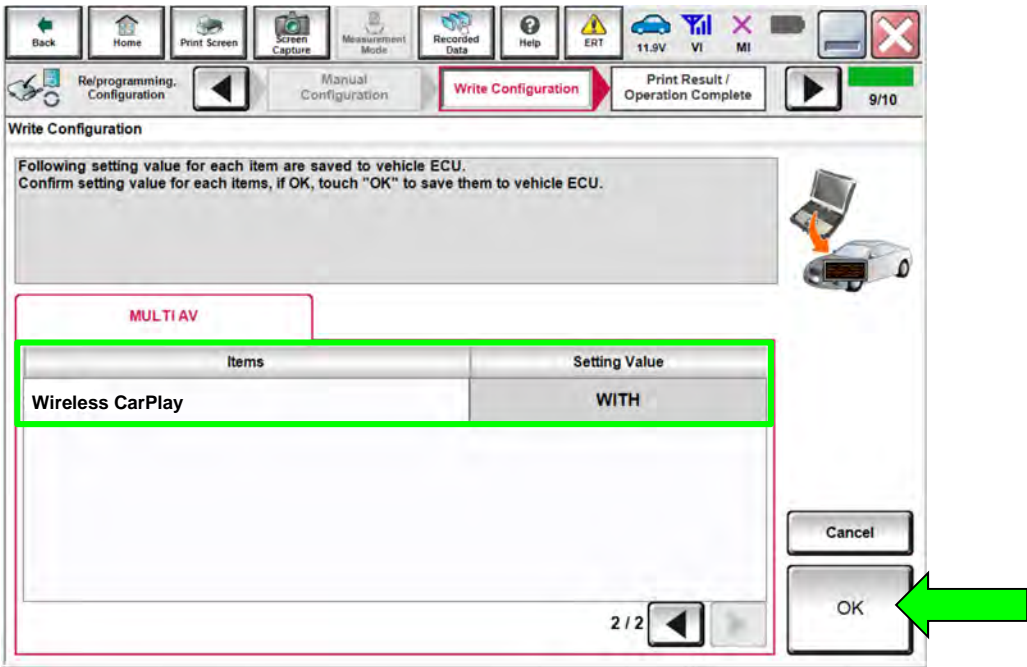 Back
Home
Print Screen
Screen
Capture
Measurement
Mode
Recorded
Data
Help
ERT
11.9V
VI
MI
Re/programming,
Configuration
Manual
Configuration
Write Configuration
Print Result /
Operation Complete
9/10
Write Configuration
Following setting value for each item are saved to vehicle ECU.
Confirm setting value for each items, if OK, touch "OK" to save them to vehicle ECU.
MULTI AV
Items
Setting Value
Wireless CarPlay
WITH
Cancel
OK
2 / 2